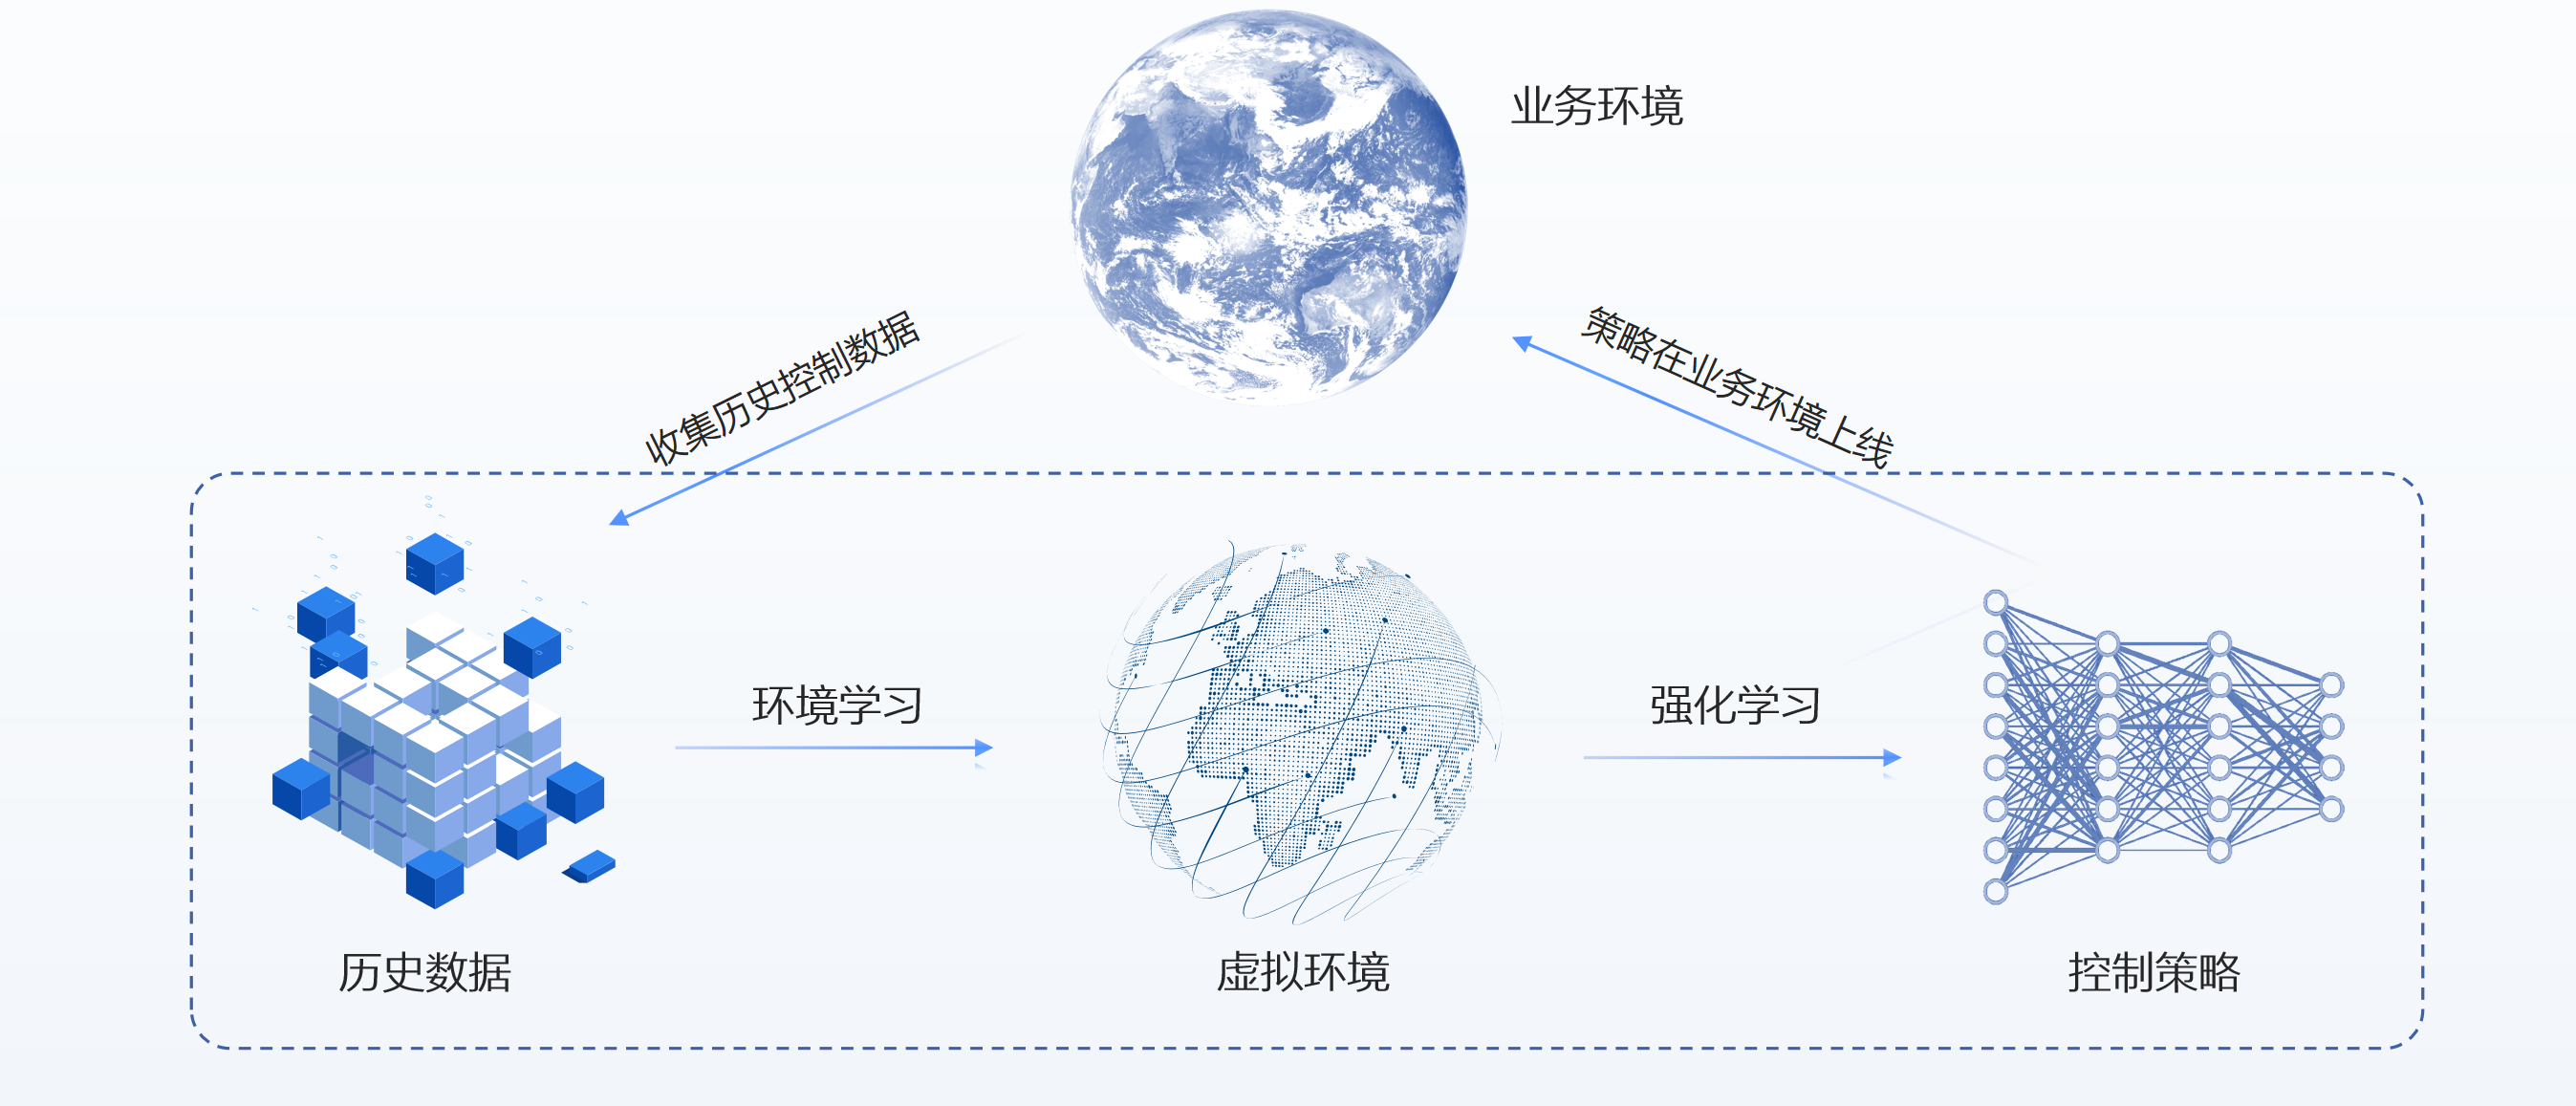 业务环境
收集历史控制数据
策略在业务环境上线
环境学习
强化学习
历史数据
虚拟环境
控制策略